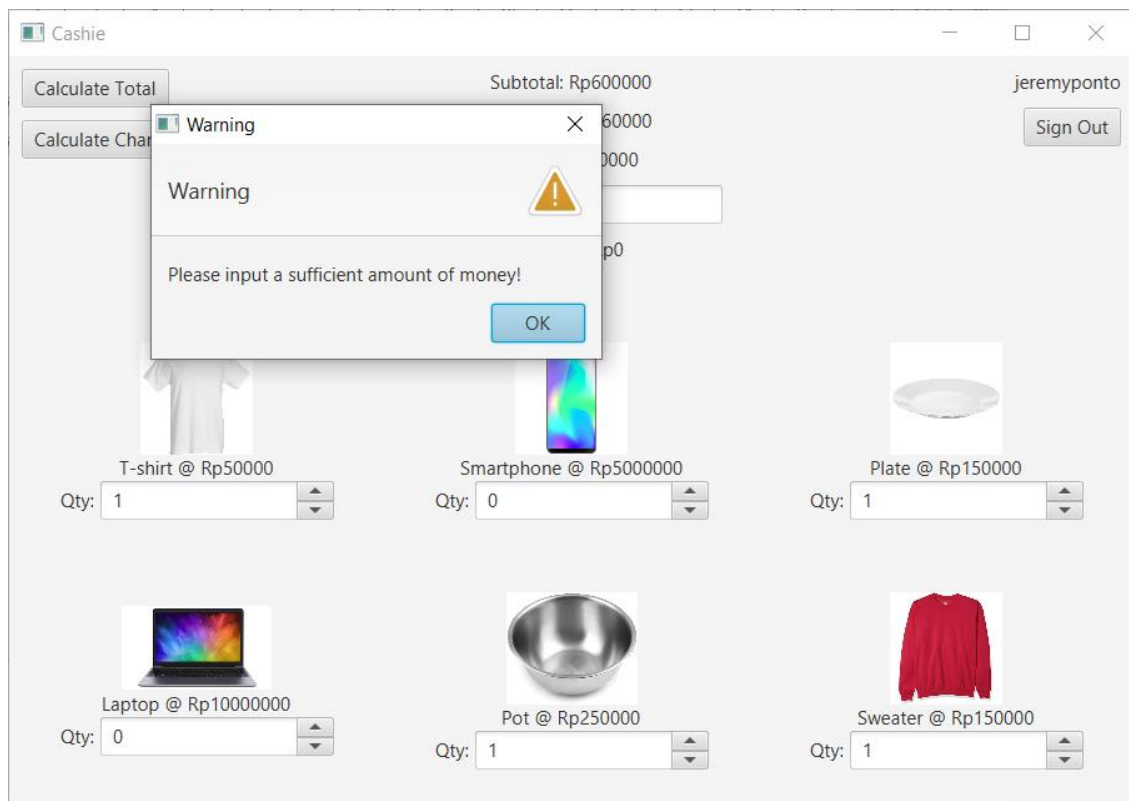 Cashie
Calculate Total
Subtotal: Rp600000
jeremyponto
Calculate Char
60000
Sign Out
0000
p0
Warning
Warning
Please input a sufficient amount of money!
OK
T-shirt @ Rp50000
Qty: 1
Smartphone @ Rp5000000
Qty: 0
Plate @ Rp150000
Qty: 1
Laptop @ Rp10000000
Qty: 0
Pot @ Rp250000
Qty: 1
Sweater @ Rp150000
Qty: 1